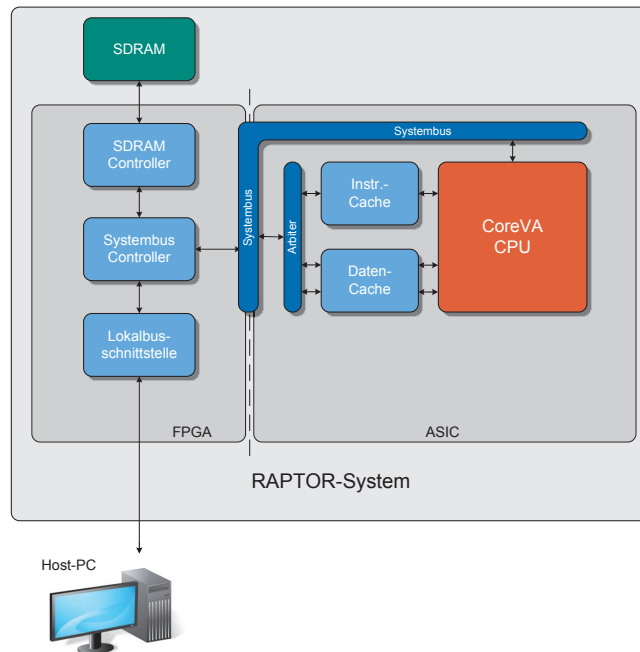 SDRAM
SDRAM
Controller
Systembus
Controller
Lokalbus-
schnittstelle
Systembus
Systembus
Arbiter
Instr.-
Cache
Daten-
Cache
CoreVA
CPU
FPGA
ASIC
RAPTOR-System
Host-PC